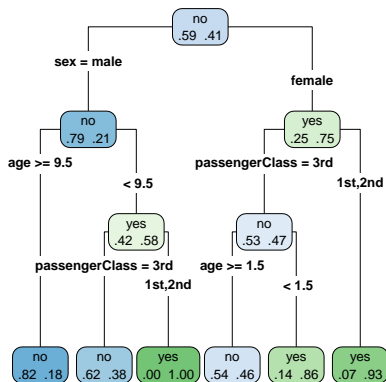 no
.59 .41
sex = male
female
no
.79 .21
yes
.25 .75
age >= 9.5
< 9.5
passengerClass = 3rd
1st,2nd
yes
.42 .58
no
.53 .47
passengerClass = 3rd
1st,2nd
age >= 1.5
< 1.5
no
.82 .18
no
.62 .38
yes
.00 1.00
no
.54 .46
yes
.14 .86
yes
.07 .93